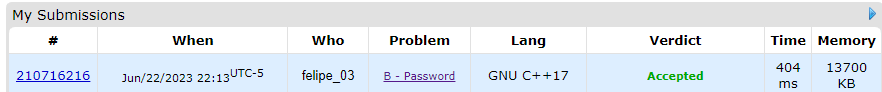 My Submissions
# When Who Problem Lang Verdict Time Memory
210716216 Jun/22/2023 22:13UTC-5 felipe_03 B - Password GNU C++17 Accepted 404 ms 13700 KB